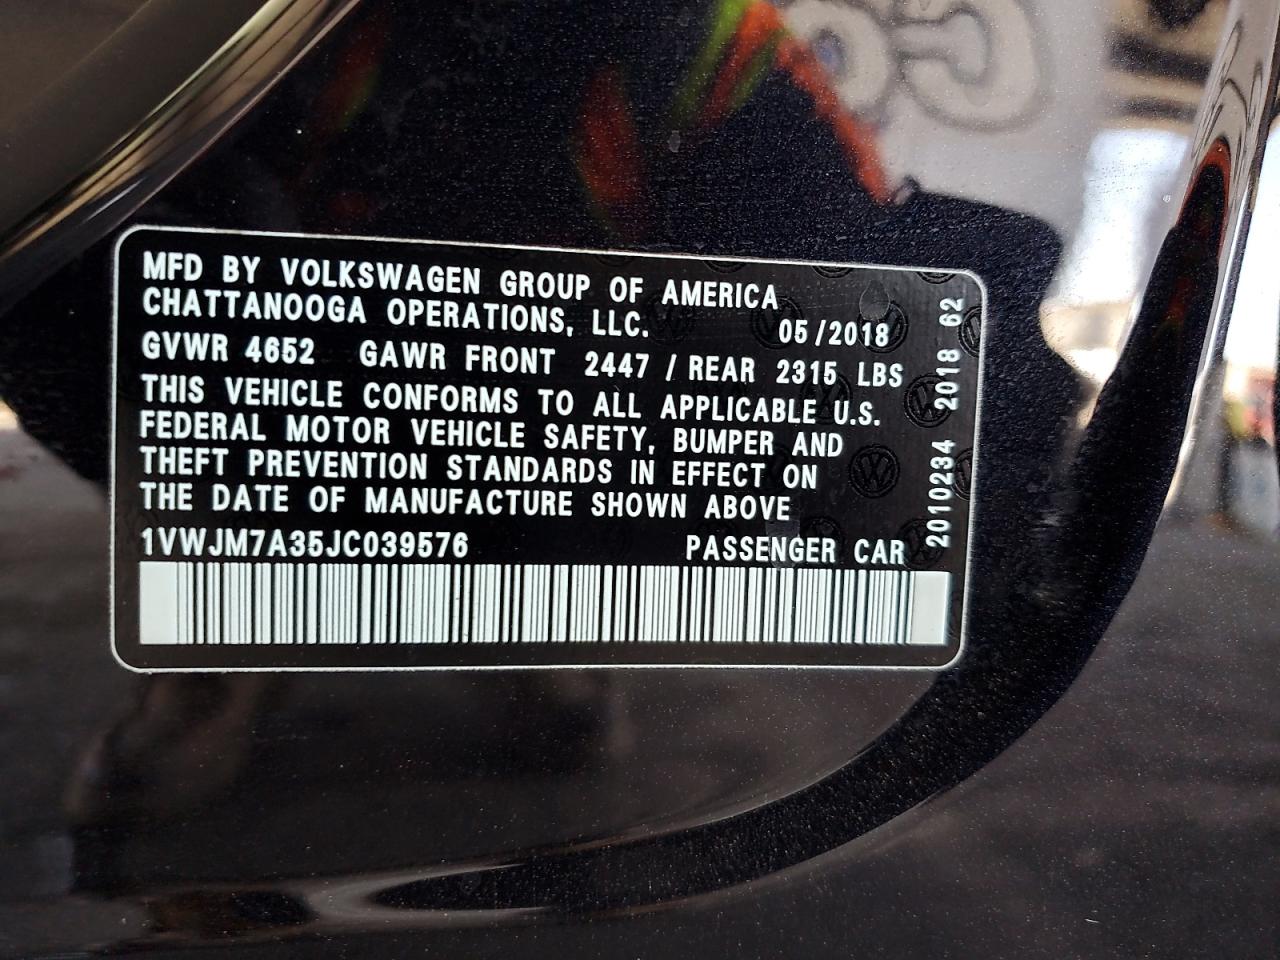 MFD BY VOLKSWAGEN GROUP OF AMERICA
CHATTANOOGA OPERATIONS, LLC. 05/2018
GVWR 4652 GAWR FRONT 2447 / REAR 2315 LBS
THIS VEHICLE CONFORMS TO ALL APPLICABLE U.S.
FEDERAL MOTOR VEHICLE SAFETY, BUMPER AND
THEFT PREVENTION STANDARDS IN EFFECT ON
THE DATE OF MANUFACTURE SHOWN ABOVE
1VWJM7A35JC039576 PASSENGER CAR
2010234 2018 62